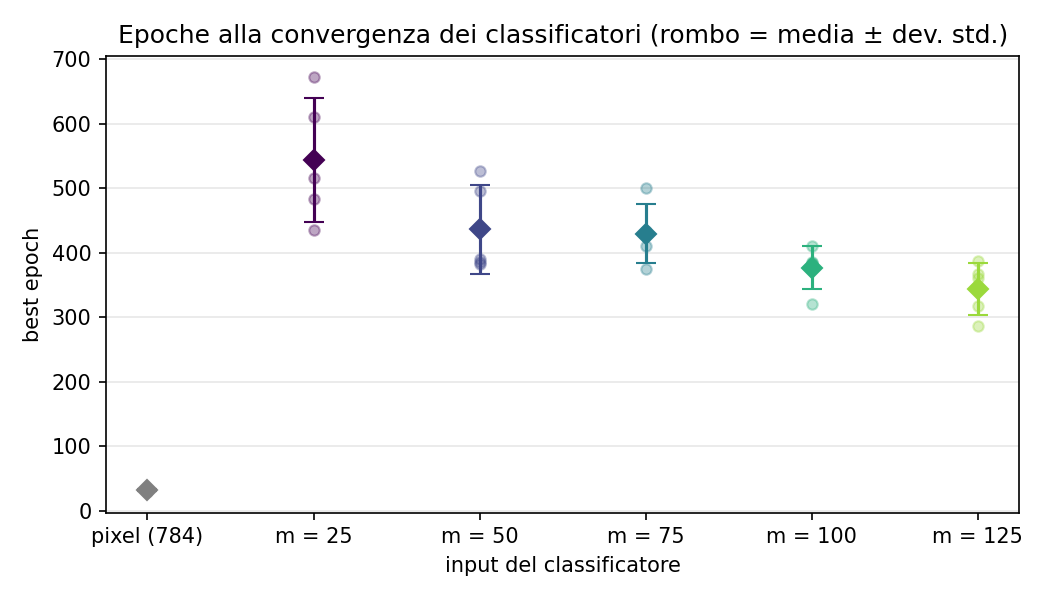 Epoche alla convergenza dei classificatori (rombo = media ± dev. std.)
700
600
500
400
300
200
100
0
best epoch
pixel (784)
m = 25
m = 50
m = 75
m = 100
m = 125
input del classificatore